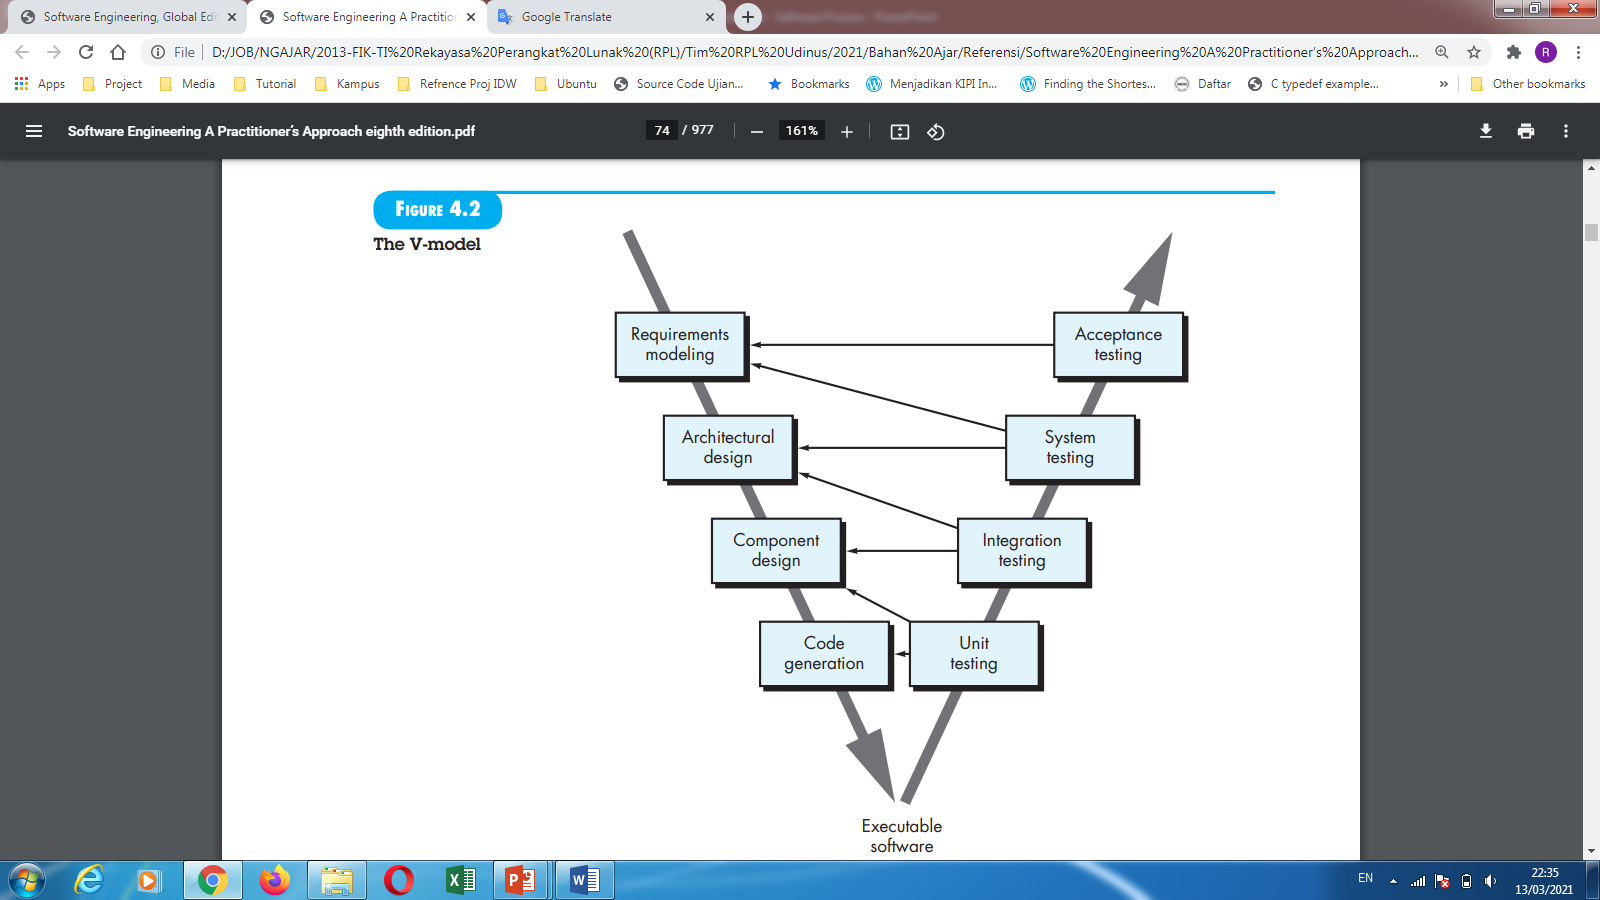 Software Engineering, Global Edi
Software Engineering A Practition
Google Translate
File
D:/JOB/NGAJAR/2013-FIK-TI%20Rekayasa%20Perangkat%20Lunak%20(RPL)/Tim%20RPL%20Udinus/2021/Bahan%20Ajar/Referensi/Software%20Engineering%20A%20Practitioner's%20Approach...
R
Apps
Project
Media
Tutorial
Kampus
Refrence Proj IDW
Ubuntu
Source Code Ujian...
Bookmarks
Menjadikan KIPI In...
Finding the Shortes...
Daftar
C typedef example...
»
Other bookmarks
Software Engineering A Practitioner's Approach eighth edition.pdf
74 / 977
161%
FIGURE 4.2
The V-model
Requirements
modeling
Acceptance
testing
Architectural
design
System
testing
Component
design
Integration
testing
Code
generation
Unit
testing
Executable
software
EN
22:35
13/03/2021